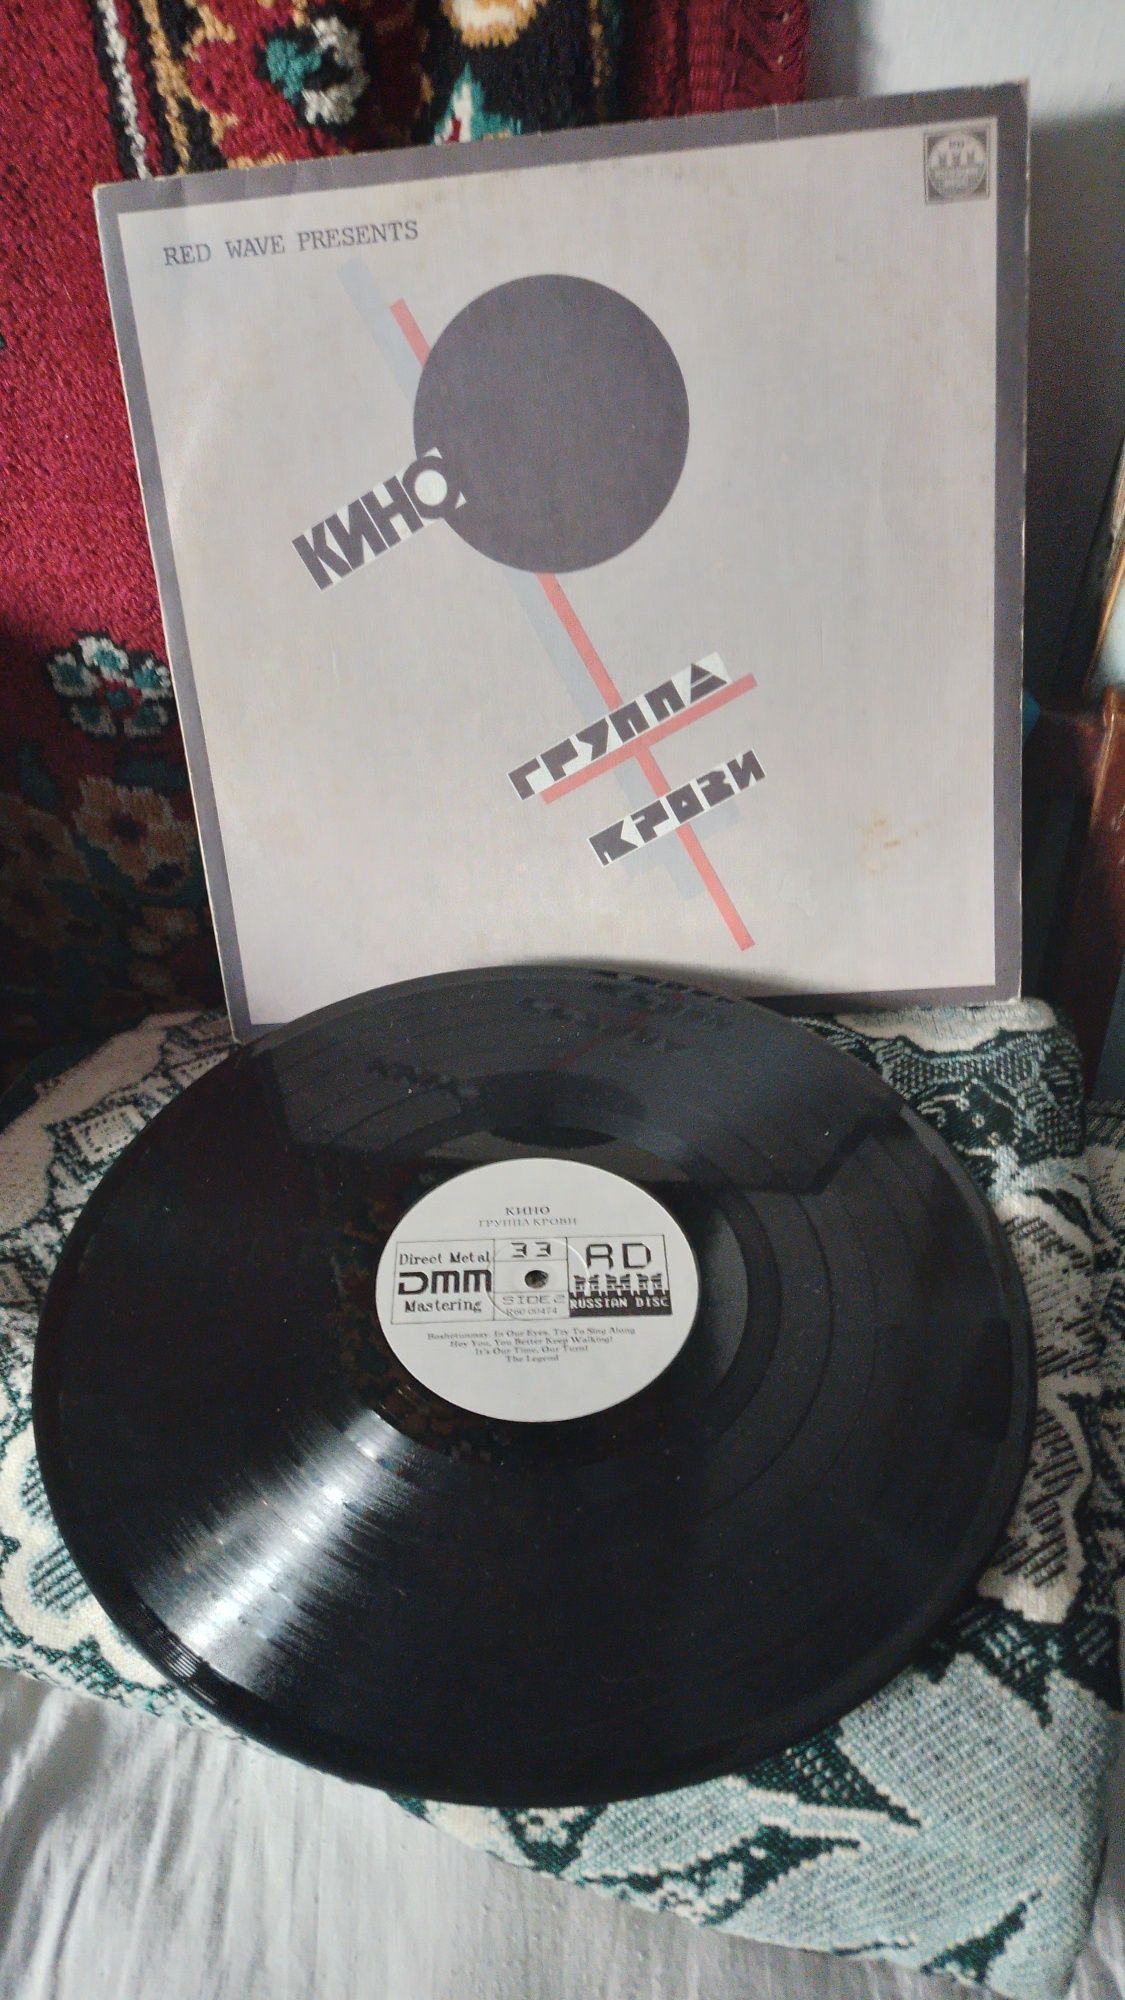 RED WAVE PRESENTS
КИНО
ГРУППА
КРОВИ
КИНО
ГРУППА КРОВИ
Direct Metal
DMM
Mastering
33
SIDE 2
R60 00474
RD
RUSSIAN DISC
Boshetunmay, In Our Eyes, Try To Sing Along
Hey You, You Better Keep Walking!
It's Our Time, Our Turn!
The Legend